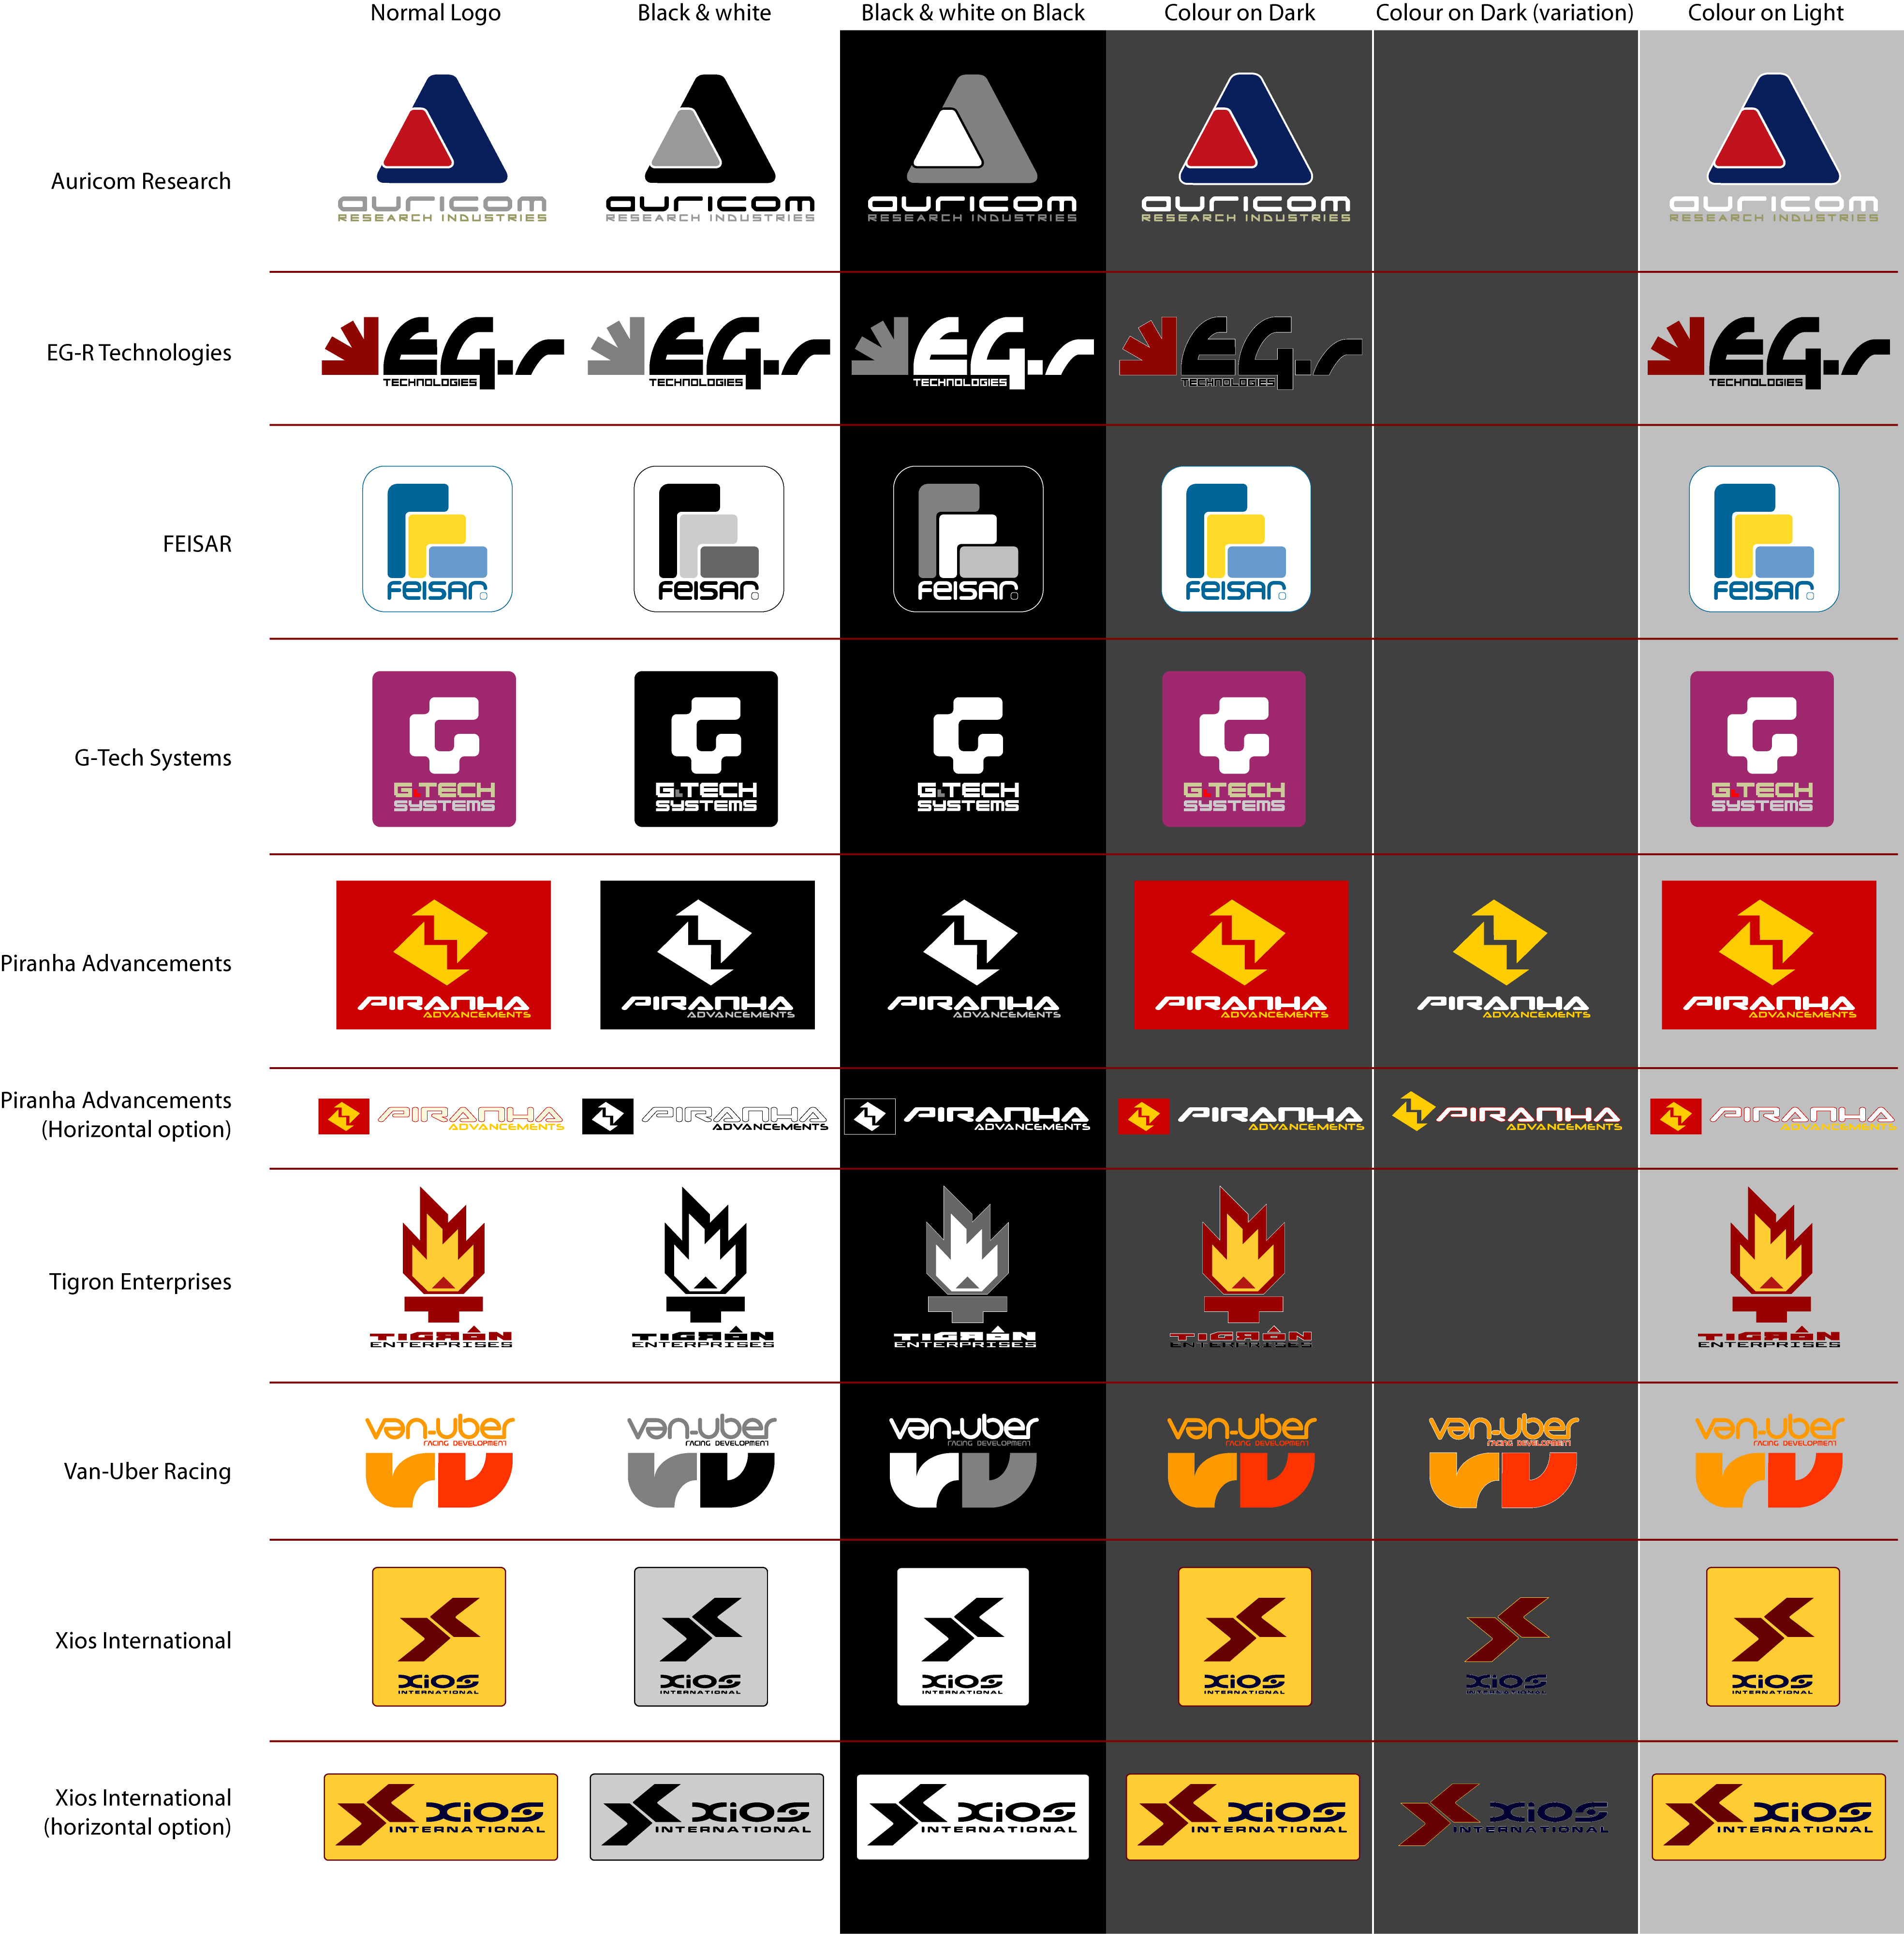 Normal Logo Black & white Black & white on Black Colour on Dark Colour on Dark (variation) Colour on Light
Auricom Research
auricom auricom auricom auricom auricom
RESEARCH INDUSTRIES RESEARCH INDUSTRIES RESEARCH INDUSTRIES RESEARCH INDUSTRIES RESEARCH INDUSTRIES
EG-R Technologies
EG.r EG.r EG.r EG.r EG.r
TECHNOLOGIES TECHNOLOGIES TECHNOLOGIES TECHNOLOGIES TECHNOLOGIES
FEISAR
FEISAR FEISAR FEISAR FEISAR FEISAR
G-Tech Systems
G.TECH G.TECH G.TECH G.TECH G.TECH
SYSTEMS SYSTEMS SYSTEMS SYSTEMS SYSTEMS
Piranha Advancements
PIRANHA PIRANHA PIRANHA PIRANHA PIRANHA PIRANHA
ADVANCEMENTS ADVANCEMENTS ADVANCEMENTS ADVANCEMENTS ADVANCEMENTS ADVANCEMENTS
Piranha Advancements
(Horizontal option)
PIRANHA PIRANHA PIRANHA PIRANHA PIRANHA PIRANHA
ADVANCEMENTS ADVANCEMENTS ADVANCEMENTS ADVANCEMENTS ADVANCEMENTS ADVANCEMENTS
Tigron Enterprises
TIGRON TIGRON TIGRON TIGRON TIGRON
ENTERPRISES ENTERPRISES ENTERPRISES ENTERPRISES ENTERPRISES
Van-Uber Racing
van-uber van-uber van-uber van-uber van-uber van-uber
RACING DEVELOPMENT RACING DEVELOPMENT RACING DEVELOPMENT RACING DEVELOPMENT RACING DEVELOPMENT RACING DEVELOPMENT
Xios International
XiOS XiOS XiOS XiOS XiOS XiOS
INTERNATIONAL INTERNATIONAL INTERNATIONAL INTERNATIONAL INTERNATIONAL INTERNATIONAL
Xios International
(horizontal option)
XiOS XiOS XiOS XiOS XiOS XiOS
INTERNATIONAL INTERNATIONAL INTERNATIONAL INTERNATIONAL INTERNATIONAL INTERNATIONAL